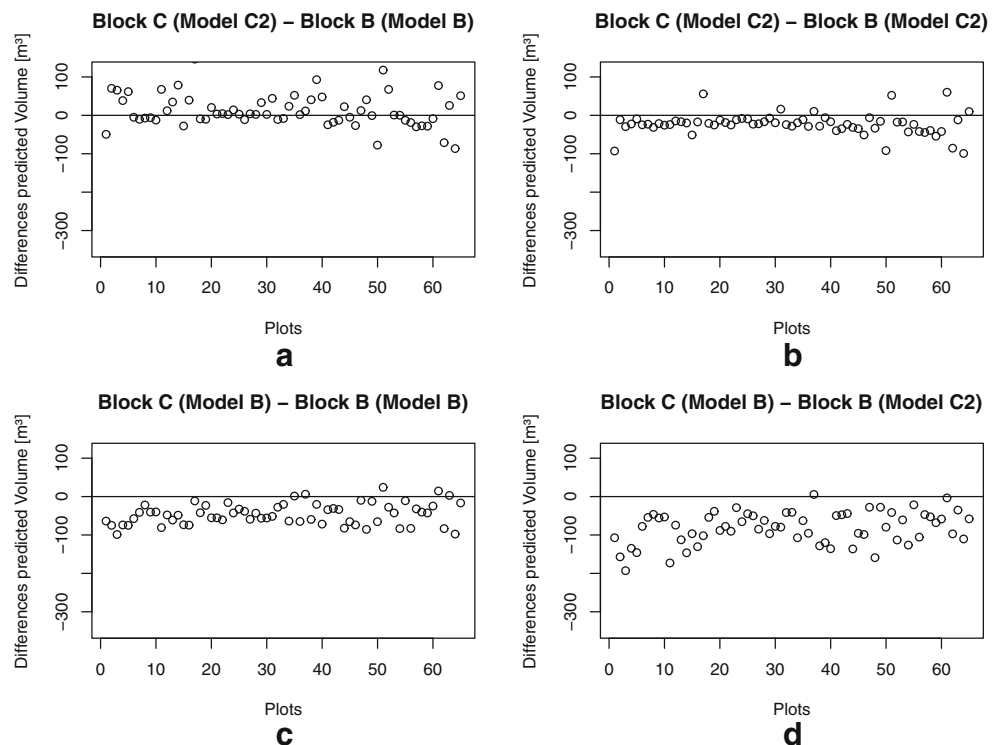 Block C (Model C2) – Block B (Model B)
Differences predicted Volume [m³]
100
0
−100
−300
0 10 20 30 40 50 60
Plots
a
Block C (Model C2) – Block B (Model C2)
Differences predicted Volume [m³]
100
0
−100
−300
0 10 20 30 40 50 60
Plots
b
Block C (Model B) – Block B (Model B)
Differences predicted Volume [m³]
100
0
−100
−300
0 10 20 30 40 50 60
Plots
c
Block C (Model B) – Block B (Model C2)
Differences predicted Volume [m³]
100
0
−100
−300
0 10 20 30 40 50 60
Plots
d